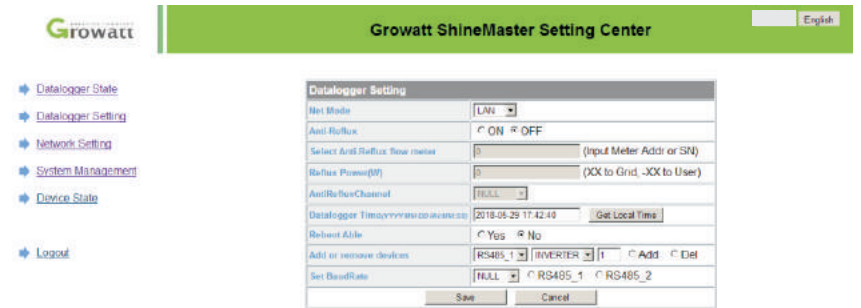 Growatt
Growatt ShineMaster Setting Center
English
Datalogger State
Datalogger Setting
Network Setting
System Management
Device State
Logout
Datalogger Setting
Net Mode LAN
Anti-Reflux ON OFF
Select Anti-Reflux flow meter 0 (Input Meter Addr or SN)
Reflux Power(W) 0 (XX to Grid, -XX to User)
AntiRefluxChannel NULL
Datalogger Time 2018-06-29 17:42:40 Get Local Time
Reboot Able Yes No
Add or remove devices RS485_1 INVERTER 1 Add Del
Set BaudRate NULL RS485_1 RS485_2
Save Cancel